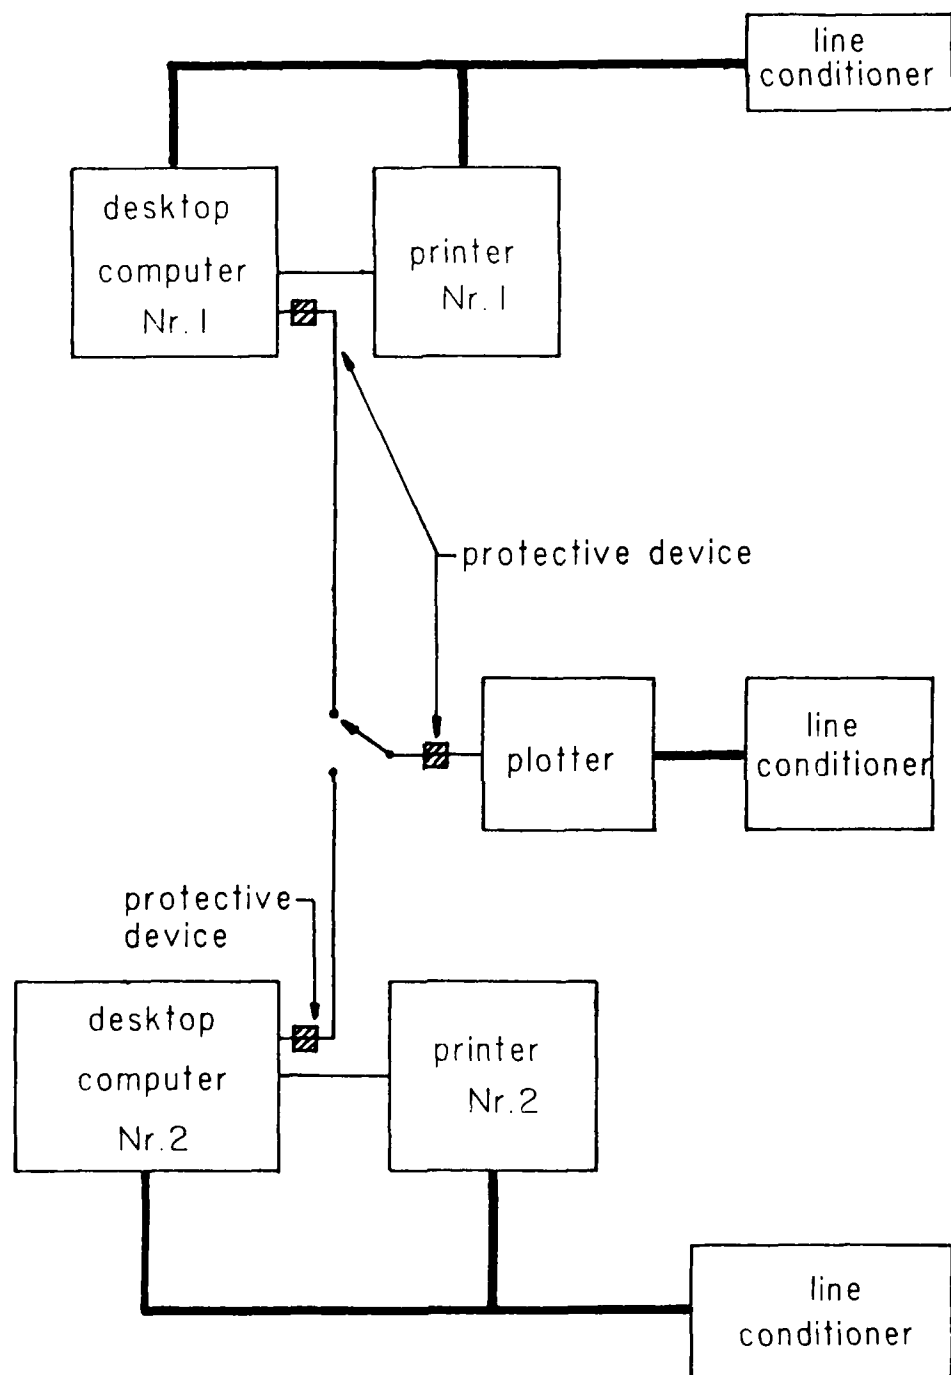 line
conditioner
desktop
computer
Nr. 1
printer
Nr. 1
protective device
plotter
line
conditioner
protective
device
desktop
computer
Nr. 2
printer
Nr. 2
line
conditioner